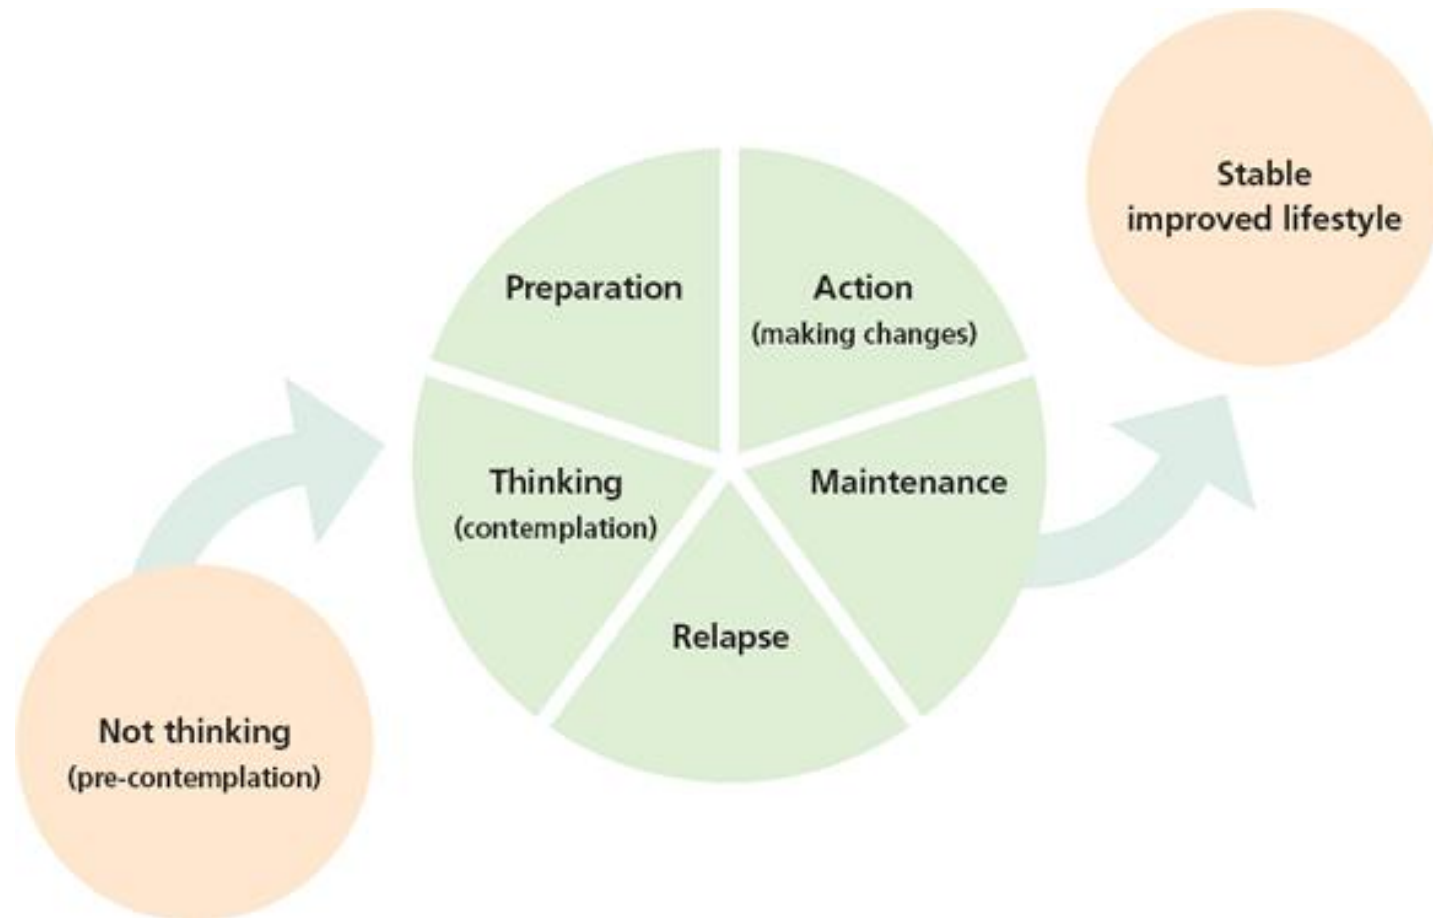 Stable
improved lifestyle
Preparation
Action
(making changes)
Thinking
(contemplation)
Maintenance
Relapse
Not thinking
(pre-contemplation)